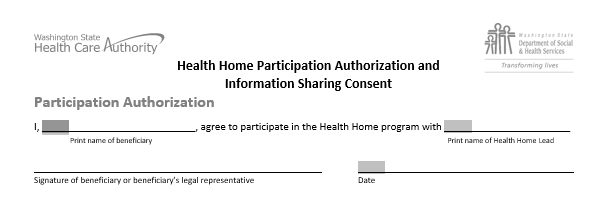 Washington State
Health Care Authority
Washington State
Department of Social
& Health Services
Transforming lives
Health Home Participation Authorization and
Information Sharing Consent
Participation Authorization
I, , agree to participate in the Health Home program with
Print name of beneficiary Print name of Health Home Lead
Signature of beneficiary or beneficiary's legal representative Date